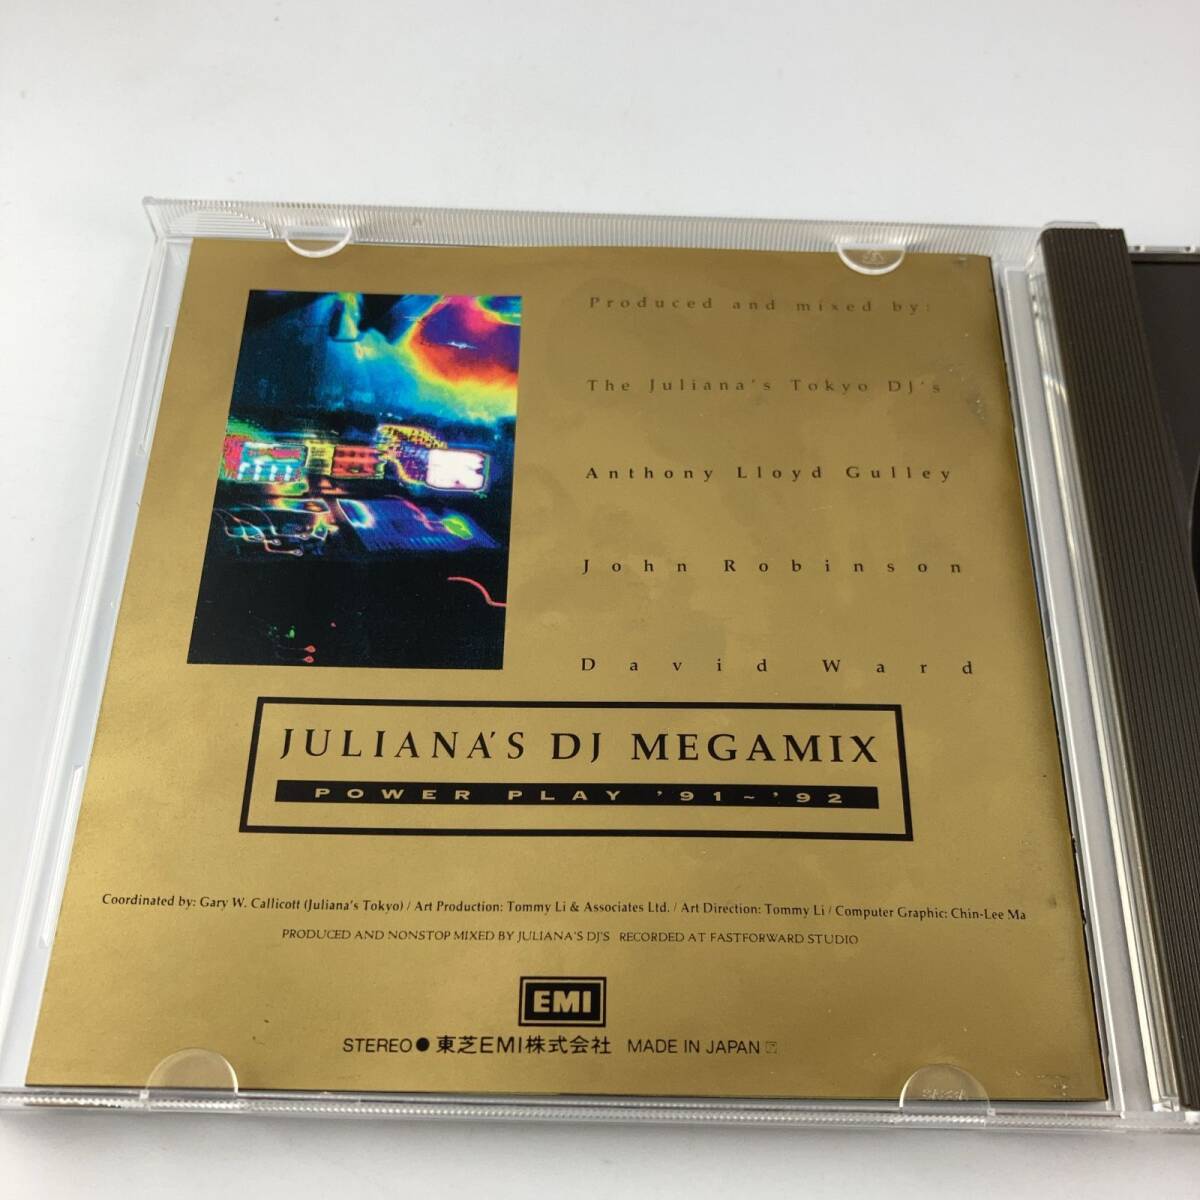 Produced and mixed by:
The Juliana's Tokyo DJ's
Anthony Lloyd Gulley
John Robinson
David Ward
JULIANA'S DJ MEGAMIX
POWER PLAY '91~'92
Coordinated by: Gary W. Callicott (Juliana's Tokyo) / Art Production: Tommy Li & Associates Ltd. / Art Direction: Tommy Li / Computer Graphic: Chin-Lee Ma
PRODUCED AND NONSTOP MIXED BY JULIANA'S DJ'S RECORDED AT FASTFORWARD STUDIO
EMI
STEREO● 東芝EMI株式会社 MADE IN JAPAN